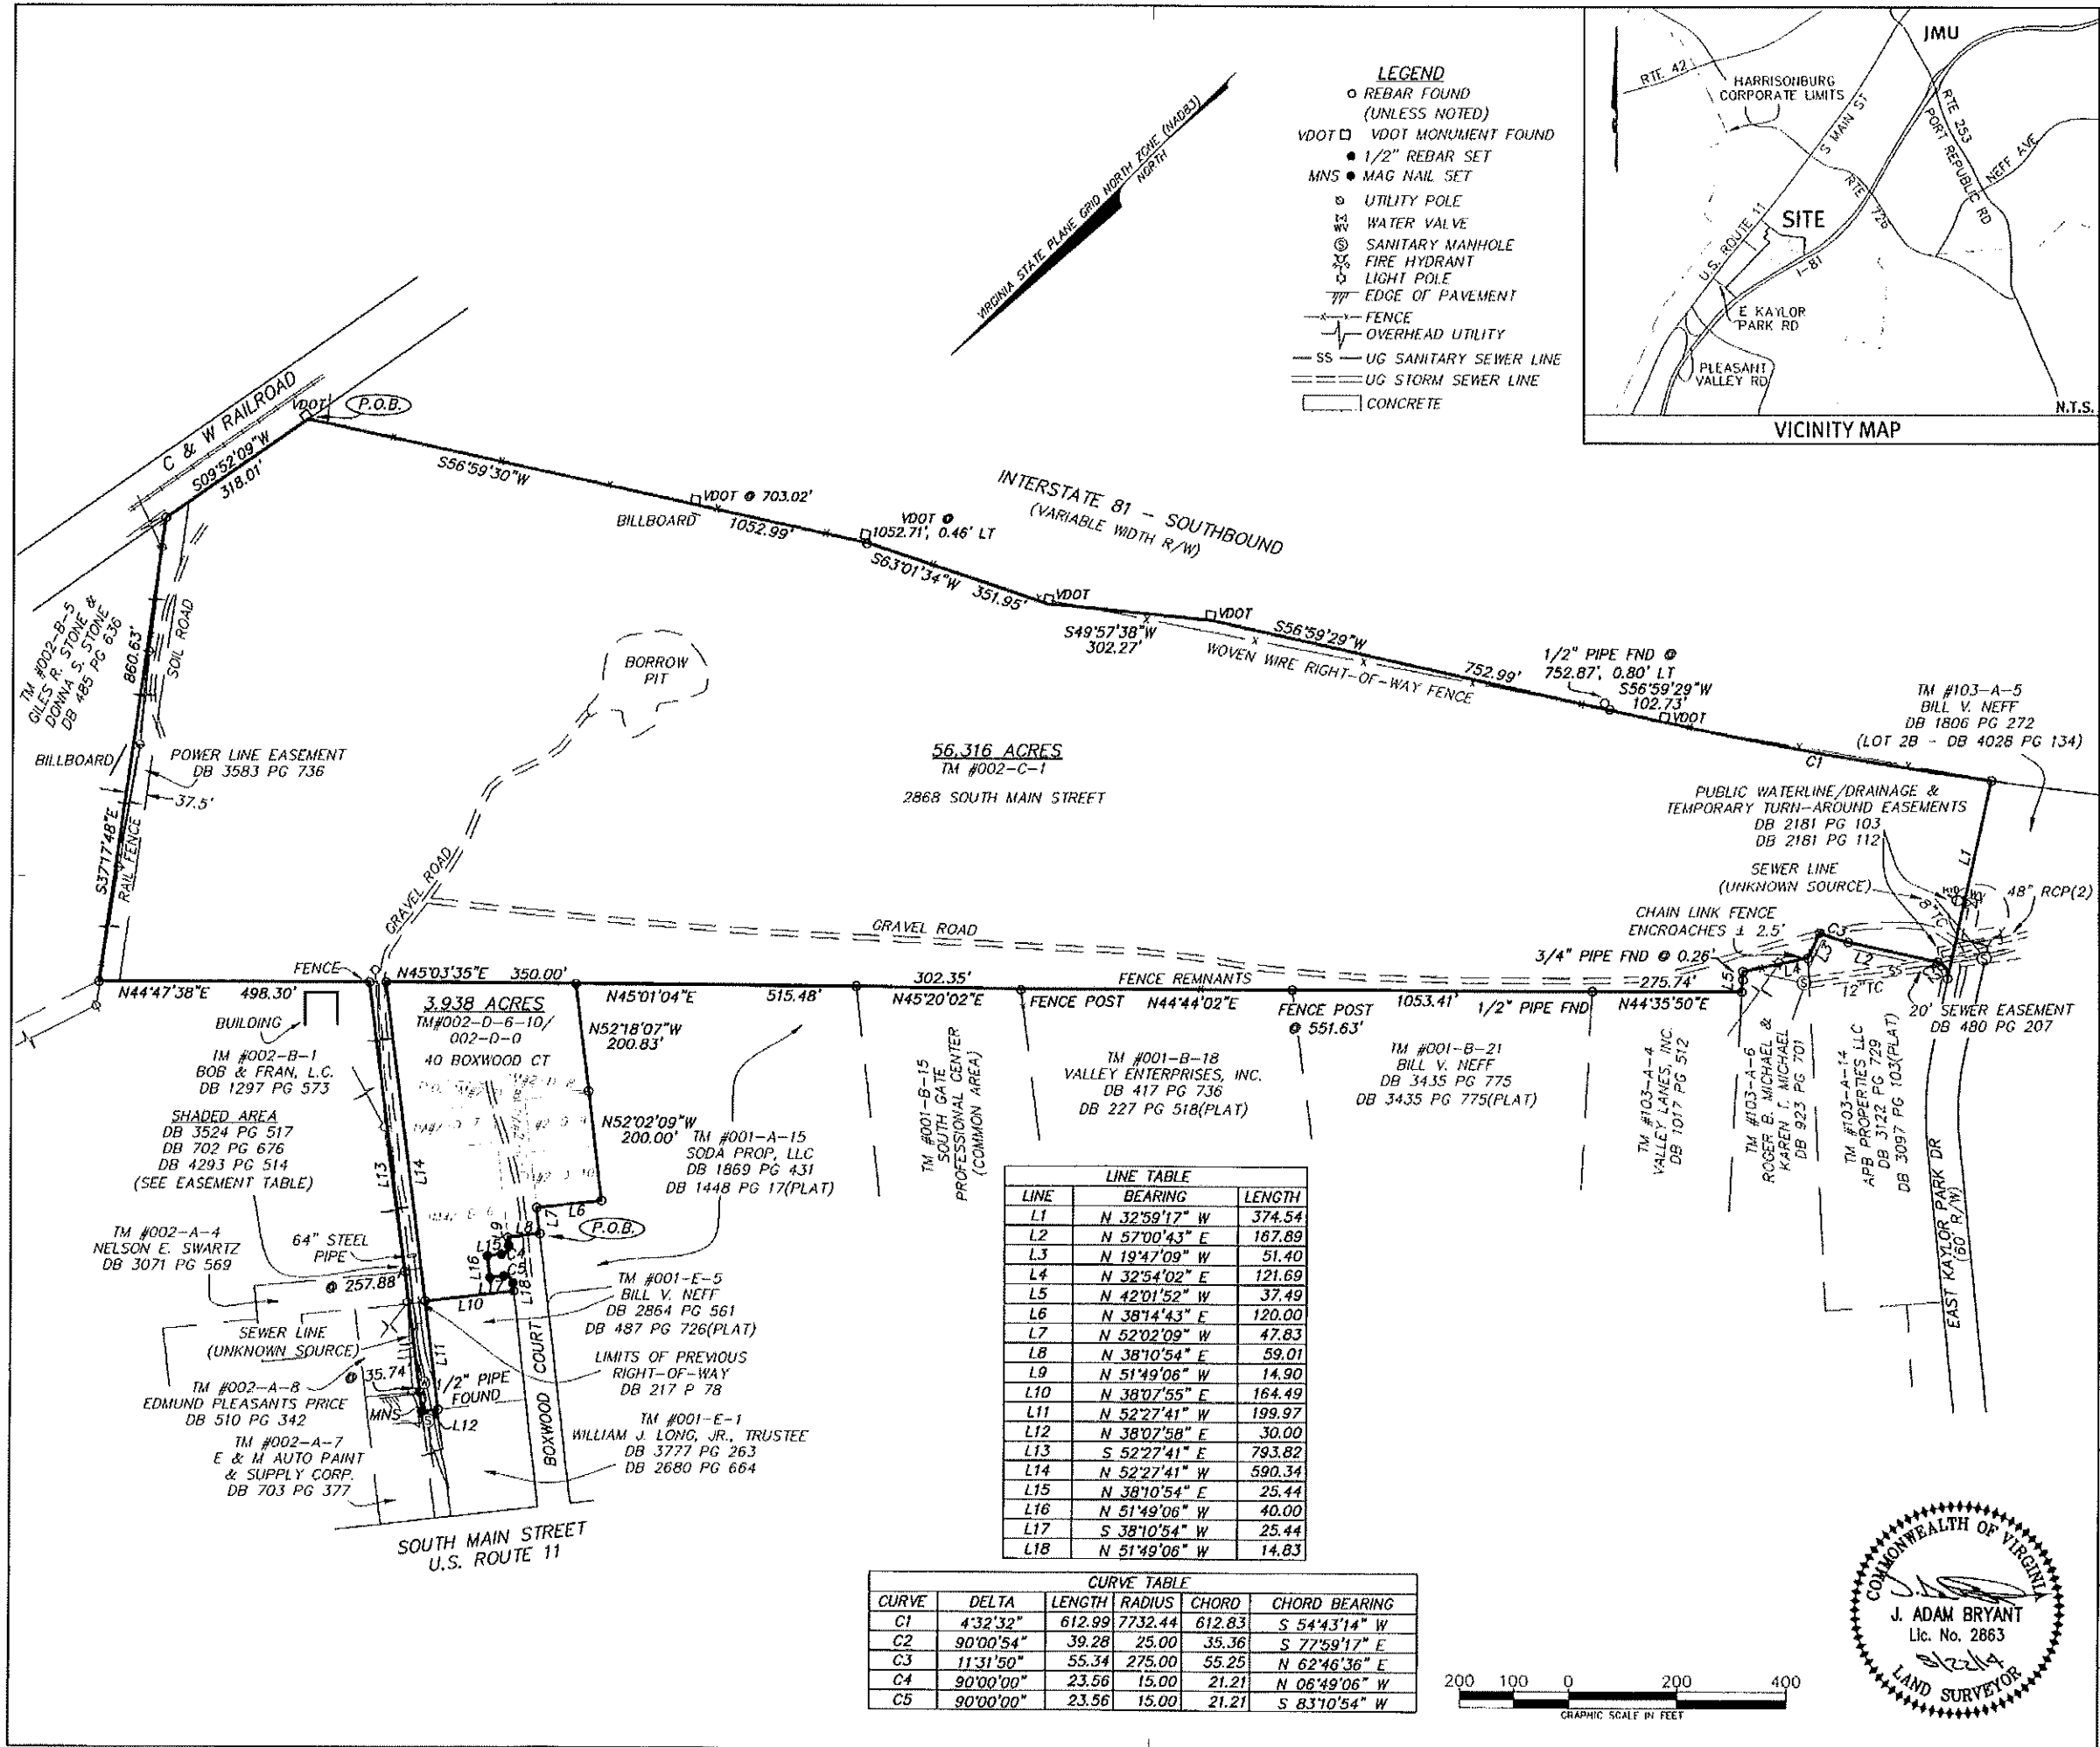 LEGEND
REBAR FOUND
(UNLESS NOTED)
VDOT VDOT MONUMENT FOUND
1/2" REBAR SET
MNS MAG NAIL SET
UTILITY POLE
WV WATER VALVE
S SANITARY MANHOLE
FIRE HYDRANT
LIGHT POLE
EDGE OF PAVEMENT
FENCE
OVERHEAD UTILITY
SS UG SANITARY SEWER LINE
UG STORM SEWER LINE
CONCRETE
JMU
RTE 42
HARRISONBURG
CORPORATE LIMITS
S MAIN ST
RTE 253
PORT REPUBLIC RD
NEFF AVE
RTE 726
SITE
U.S. ROUTE 11
I-81
E KAYLOR
PARK RD
PLEASANT
VALLEY RD
N.T.S.
VICINITY MAP
VIRGINIA STATE PLANE GRID NORTH ZONE (NAD83)
NORTH
C & W RAILROAD
VDOT
P.O.B.
S09°52'09"W
318.01'
S56°59'30"W
BILLBOARD
VDOT @ 703.02'
1052.99'
VDOT @
1052.71', 0.46' LT
INTERSTATE 81 - SOUTHBOUND
(VARIABLE WIDTH R/W)
S63°01'34"W 351.95'
VDOT
VDOT
S49°57'38"W
302.27'
S56°59'29"W
752.99'
WOVEN WIRE RIGHT-OF-WAY FENCE
1/2" PIPE FND @
752.87', 0.80' LT
S56°59'29"W
102.73'
VDOT
C1
TM #103-A-5
BILL V. NEFF
DB 1806 PG 272
(LOT 2B - DB 4028 PG 134)
TM #002-B-5
GILES R. STONE &
DONNA S. STONE
DB 485 PG 636
860.63'
SOIL ROAD
BORROW
PIT
BILLBOARD
POWER LINE EASEMENT
DB 3583 PG 736
37.5'
S37°17'48"E
RAIL FENCE
GRAVEL ROAD
56.316 ACRES
TM #002-C-1
2868 SOUTH MAIN STREET
PUBLIC WATERLINE/DRAINAGE &
TEMPORARY TURN-AROUND EASEMENTS
DB 2181 PG 103
DB 2181 PG 112
L1
SEWER LINE
(UNKNOWN SOURCE)
8" TC
48" RCP(2)
CHAIN LINK FENCE
ENCROACHES ± 2.5'
3/4" PIPE FND @ 0.26'
C3
L2
L3
L4
L5
SS
12"TC
20' SEWER EASEMENT
DB 480 PG 207
GRAVEL ROAD
FENCE
N44°47'38"E 498.30'
N45°03'35"E 350.00'
N45°01'04"E 515.48'
302.35'
N45°20'02"E
FENCE REMNANTS
FENCE POST
N44°44'02"E
FENCE POST
@ 551.63'
1053.41'
1/2" PIPE FND
275.74'
N44°35'50"E
BUILDING
TM #002-B-1
BOB & FRAN, L.C.
DB 1297 PG 573
3.938 ACRES
TM#002-D-6-10/
002-D-0
40 BOXWOOD CT
N52°18'07"W
200.83'
N52°02'09"W
200.00'
SHADED AREA
DB 3524 PG 517
DB 702 PG 676
DB 4293 PG 514
(SEE EASEMENT TABLE)
L13
L14
TM #001-A-15
SODA PROP, LLC
DB 1869 PG 431
DB 1448 PG 17(PLAT)
TM #001-B-15
SOUTH GATE
PROFESSIONAL CENTER
(COMMON AREA)
TM #001-B-18
VALLEY ENTERPRISES, INC.
DB 417 PG 736
DB 227 PG 518(PLAT)
TM #001-B-21
BILL V. NEFF
DB 3435 PG 775
DB 3435 PG 775(PLAT)
TM #103-A-4
VALLEY LANES, INC.
DB 1017 PG 512
TM #103-A-6
ROGER B. MICHAEL &
KAREN T. MICHAEL
DB 923 PG 701
TM #103-A-14
APB PROPERTIES LLC
DB 3122 PG 729
DB 3097 PG 103(PLAT)
EAST KAYLOR PARK DR
(60' R/W)
L6
L7
L8
L9
P.O.B.
L15
C4
L16
C5
L17
L18
L10
TM #002-A-4
NELSON E. SWARTZ
DB 3071 PG 569
64" STEEL
PIPE
@ 257.88'
SEWER LINE
(UNKNOWN SOURCE)
TM #001-E-5
BILL V. NEFF
DB 2864 PG 561
DB 487 PG 726(PLAT)
LIMITS OF PREVIOUS
RIGHT-OF-WAY
DB 217 P 78
L11
@ 35.74'
1/2" PIPE
FOUND
TM #002-A-8
EDMUND PLEASANTS PRICE
DB 510 PG 342
MNS
L12
TM #002-A-7
E & M AUTO PAINT
& SUPPLY CORP.
DB 703 PG 377
TM #001-E-1
WILLIAM J. LONG, JR., TRUSTEE
DB 3777 PG 263
DB 2680 PG 664
BOXWOOD COURT
SOUTH MAIN STREET
U.S. ROUTE 11
LINE TABLE
LINE BEARING LENGTH
L1 N 32°59'17" W 374.54
L2 N 57°00'43" E 167.89
L3 N 19°47'09" W 51.40
L4 N 32°54'02" E 121.69
L5 N 42°01'52" W 37.49
L6 N 38°14'43" E 120.00
L7 N 52°02'09" W 47.83
L8 N 38°10'54" E 59.01
L9 N 51°49'06" W 14.90
L10 N 38°07'55" E 164.49
L11 N 52°27'41" W 199.97
L12 N 38°07'58" E 30.00
L13 S 52°27'41" E 793.82
L14 N 52°27'41" W 590.34
L15 N 38°10'54" E 25.44
L16 N 51°49'06" W 40.00
L17 S 38°10'54" W 25.44
L18 N 51°49'06" W 14.83
CURVE TABLE
CURVE DELTA LENGTH RADIUS CHORD CHORD BEARING
C1 4°32'32" 612.99 7732.44 612.83 S 54°43'14" W
C2 90°00'54" 39.28 25.00 35.36 S 77°59'17" E
C3 11°31'50" 55.34 275.00 55.25 N 62°46'36" E
C4 90°00'00" 23.56 15.00 21.21 N 06°49'06" W
C5 90°00'00" 23.56 15.00 21.21 S 83°10'54" W
200 100 0 200 400
GRAPHIC SCALE IN FEET
COMMONWEALTH OF VIRGINIA
J. ADAM BRYANT
Lic. No. 2863
8/22/14
LAND SURVEYOR